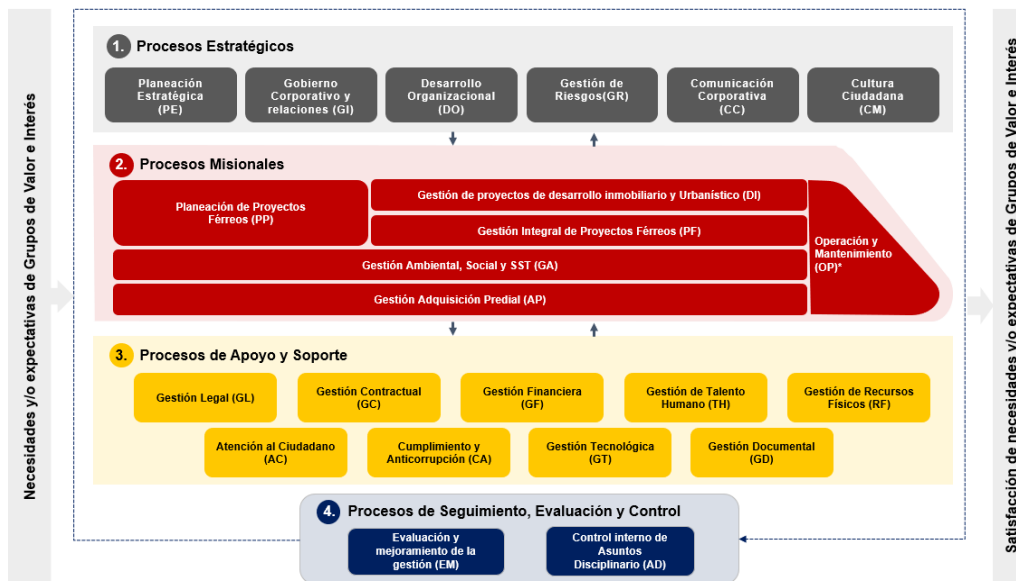 Necesidades y/o expectativas de Grupos de Valor e Interés
1. Procesos Estratégicos
Planeación
Estratégica
(PE)
Gobierno
Corporativo y
relaciones (GI)
Desarrollo
Organizacional
(DO)
Gestión de
Riesgos(GR)
Comunicación
Corporativa
(CC)
Cultura
Ciudadana
(CM)
2. Procesos Misionales
Planeación de Proyectos
Férreos (PP)
Gestión de proyectos de desarrollo inmobiliario y Urbanístico (DI)
Gestión Integral de Proyectos Férreos (PF)
Gestión Ambiental, Social y SST (GA)
Gestión Adquisición Predial (AP)
Operación y
Mantenimiento
(OP)*
3. Procesos de Apoyo y Soporte
Gestión Legal (GL)
Gestión Contractual
(GC)
Gestión Financiera
(GF)
Gestión de Talento
Humano (TH)
Gestión de Recursos
Físicos (RF)
Atención al Ciudadano
(AC)
Cumplimiento y
Anticorrupción (CA)
Gestión Tecnológica
(GT)
Gestión Documental
(GD)
4. Procesos de Seguimiento, Evaluación y Control
Evaluación y
mejoramiento de la
gestión (EM)
Control interno de
Asuntos
Disciplinario (AD)
Satisfacción de necesidades y/o expectativas de Grupos de Valor e Interés